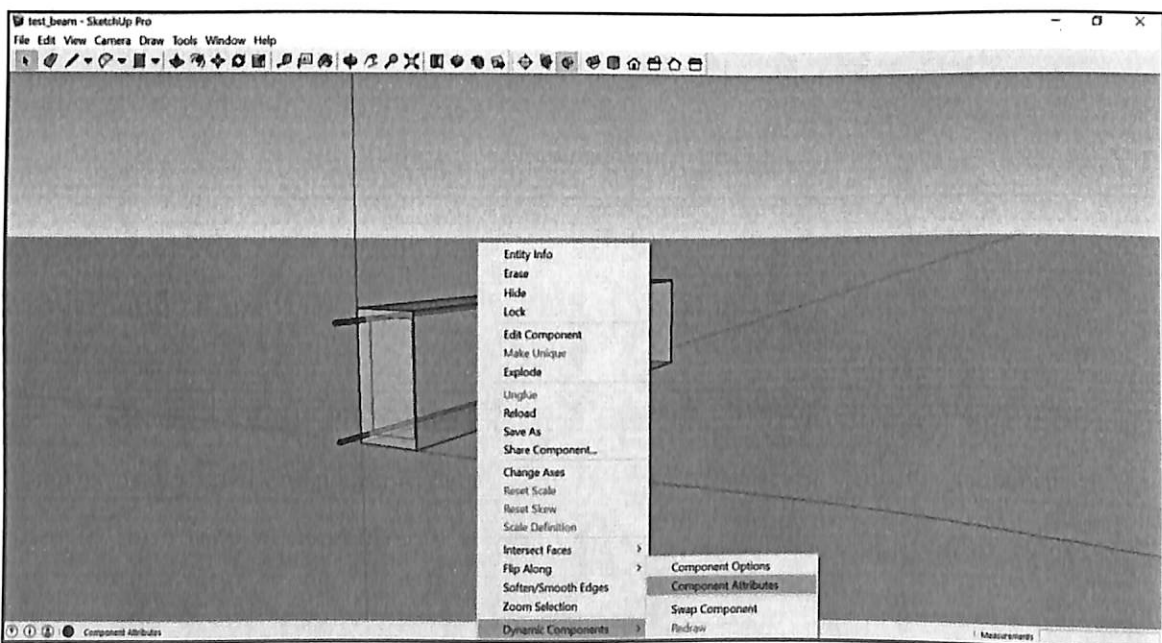 test_beam - SketchUp Pro
File Edit View Camera Draw Tools Window Help
Entity Info
Erase
Hide
Lock
Edit Component
Make Unique
Explode
Unglue
Reload
Save As
Share Component...
Change Axes
Reset Scale
Reset Skew
Scale Definition
Intersect Faces
Flip Along
Soften/Smooth Edges
Zoom Selection
Dynamic Components
Component Options
Component Attributes
Swap Component
Redraw
Component Attributes
Measurements